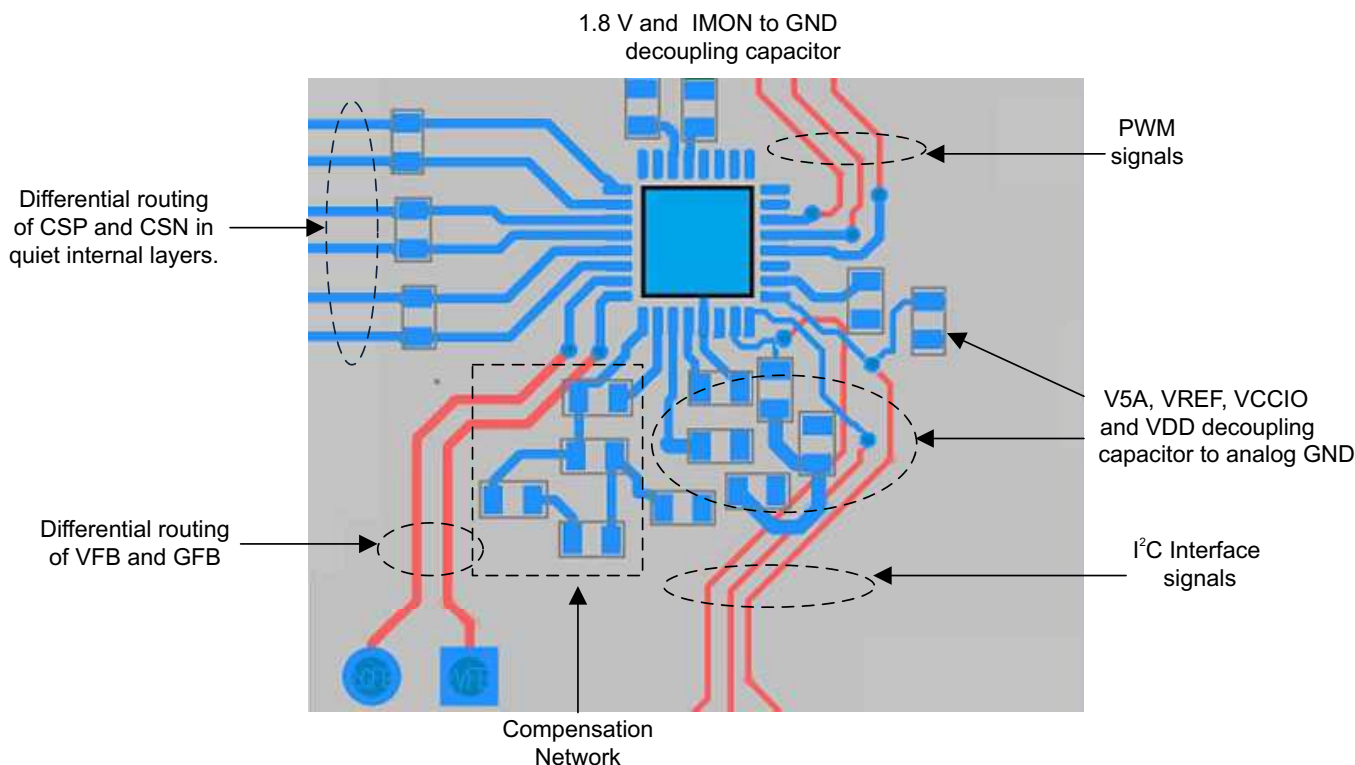 1.8 V and IMON to GND
decoupling capacitor
PWM
signals
Differential routing
of CSP and CSN in
quiet internal layers.
V5A, VREF, VCCIO
and VDD decoupling
capacitor to analog GND
Differential routing
of VFB and GFB
I²C Interface
signals
Compensation
Network